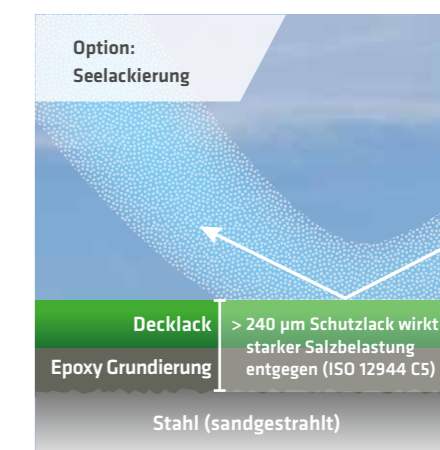 Option:
Seelackierung
Decklack
> 240 µm Schutzlack wirkt
starker Salzbelastung
entgegen (ISO 12944 C5)
Epoxy Grundierung
Stahl (sandgestrahlt)